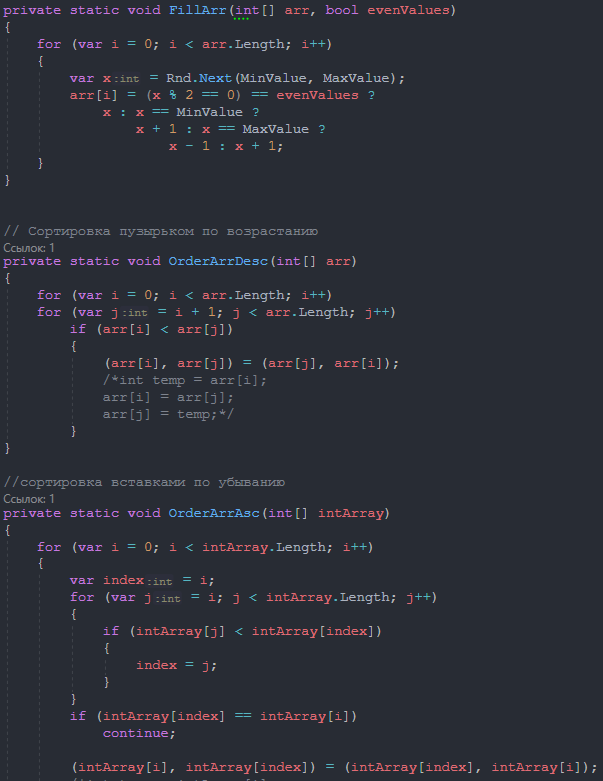 private static void FillArr(int[] arr, bool evenValues)
{
for (var i = 0; i < arr.Length; i++)
{
var x:int = Rnd.Next(MinValue, MaxValue);
arr[i] = (x % 2 == 0) == evenValues ?
x : x == MinValue ?
x + 1 : x == MaxValue ?
x - 1 : x + 1;
}
}
// Сортировка пузырьком по возрастанию
Ссылок: 1
private static void OrderArrDesc(int[] arr)
{
for (var i = 0; i < arr.Length; i++)
for (var j:int = i + 1; j < arr.Length; j++)
if (arr[i] < arr[j])
{
(arr[i], arr[j]) = (arr[j], arr[i]);
/*int temp = arr[i];
arr[i] = arr[j];
arr[j] = temp;*/
}
}
//сортировка вставками по убыванию
Ссылок: 1
private static void OrderArrAsc(int[] intArray)
{
for (var i = 0; i < intArray.Length; i++)
{
var index:int = i;
for (var j:int = i; j < intArray.Length; j++)
{
if (intArray[j] < intArray[index])
{
index = j;
}
}
if (intArray[index] == intArray[i])
continue;
(intArray[i], intArray[index]) = (intArray[index], intArray[i]);